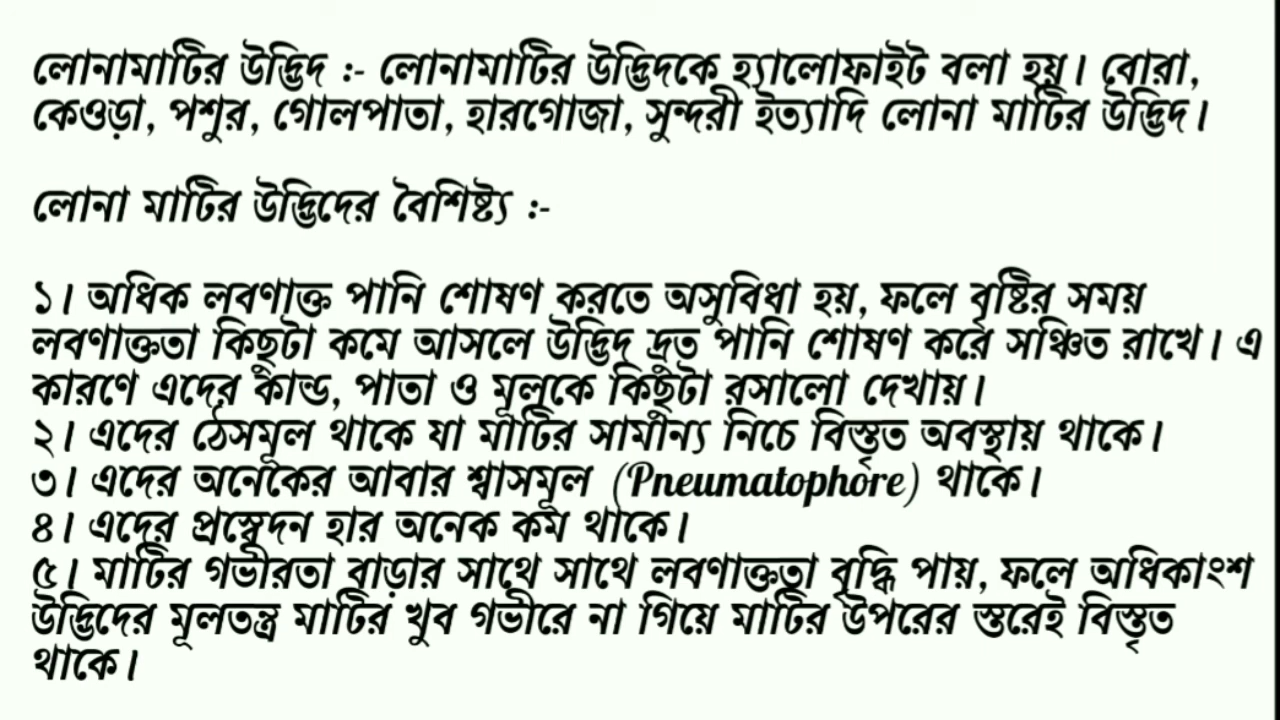 লোনামাটির উদ্ভিদ :- লোনামাটির উদ্ভিদকে হ্যালোফাইট বলা হয়। বোরা,
কেওড়া, পশুর, গোলপাতা, হারগোজা, সুন্দরী ইত্যাদি লোনা মাটির উদ্ভিদ।
লোনা মাটির উদ্ভিদের বৈশিষ্ট্য :-
১। অধিক লবণাক্ত পানি শোষণ করতে অসুবিধা হয়, ফলে বৃষ্টির সময়
লবণাক্ততা কিছুটা কমে আসলে উদ্ভিদ দ্রুত পানি শোষণ করে সঞ্চিত রাখে। এ
কারণে এদের কান্ড, পাতা ও মূলকে কিছুটা রসালো দেখায়।
২। এদের ঠেসমূল থাকে যা মাটির সামান্য নিচে বিস্তৃত অবস্থায় থাকে।
৩। এদের অনেকের আবার শ্বাসমূল (Pneumatophore) থাকে।
৪। এদের প্রস্বেদন হার অনেক কম থাকে।
৫। মাটির গভীরতা বাড়ার সাথে সাথে লবণাক্ততা বৃদ্ধি পায়, ফলে অধিকাংশ
উদ্ভিদের মূলতন্ত্র মাটির খুব গভীরে না গিয়ে মাটির উপরের স্তরেই বিস্তৃত
থাকে।